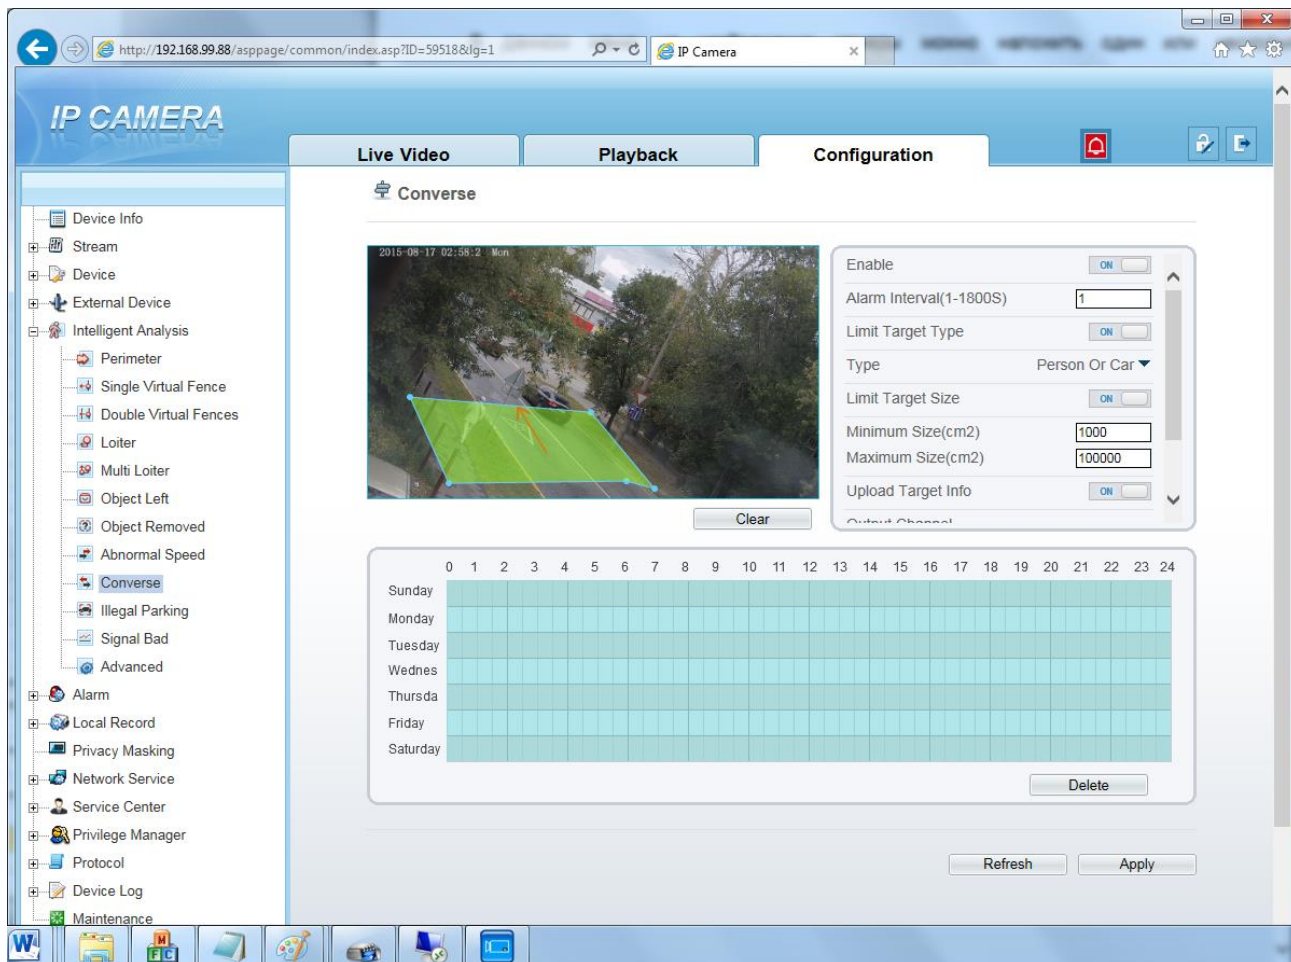 http://192.168.99.88/asppage/common/index.asp?ID=59518&lg=1
IP Camera
можно наложить один или
IP CAMERA
Live Video
Playback
Configuration
Converse
Device Info
Stream
Device
External Device
Intelligent Analysis
Perimeter
Single Virtual Fence
Double Virtual Fences
Loiter
Multi Loiter
Object Left
Object Removed
Abnormal Speed
Converse
Illegal Parking
Signal Bad
Advanced
Alarm
Local Record
Privacy Masking
Network Service
Service Center
Privilege Manager
Protocol
Device Log
Maintenance
2015-08-17 02:58:2 Mon
Clear
Enable ON
Alarm Interval(1-1800S) 1
Limit Target Type ON
Type Person Or Car
Limit Target Size ON
Minimum Size(cm2) 1000
Maximum Size(cm2) 100000
Upload Target Info ON
Output Channel
0 1 2 3 4 5 6 7 8 9 10 11 12 13 14 15 16 17 18 19 20 21 22 23 24
Sunday
Monday
Tuesday
Wednes
Thursda
Friday
Saturday
Delete
Refresh Apply
W
M
F C